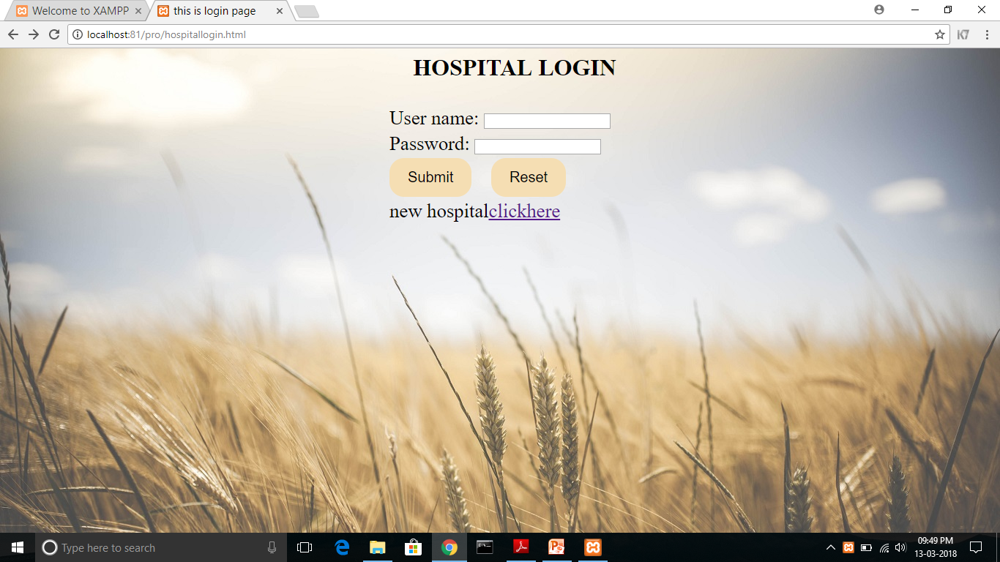 Welcome to XAMPP
this is login page
localhost:81/pro/hospitallogin.html
K7
HOSPITAL LOGIN
User name:
Password:
Submit Reset
new hospitalclickhere
Type here to search
09:49 PM
13-03-2018